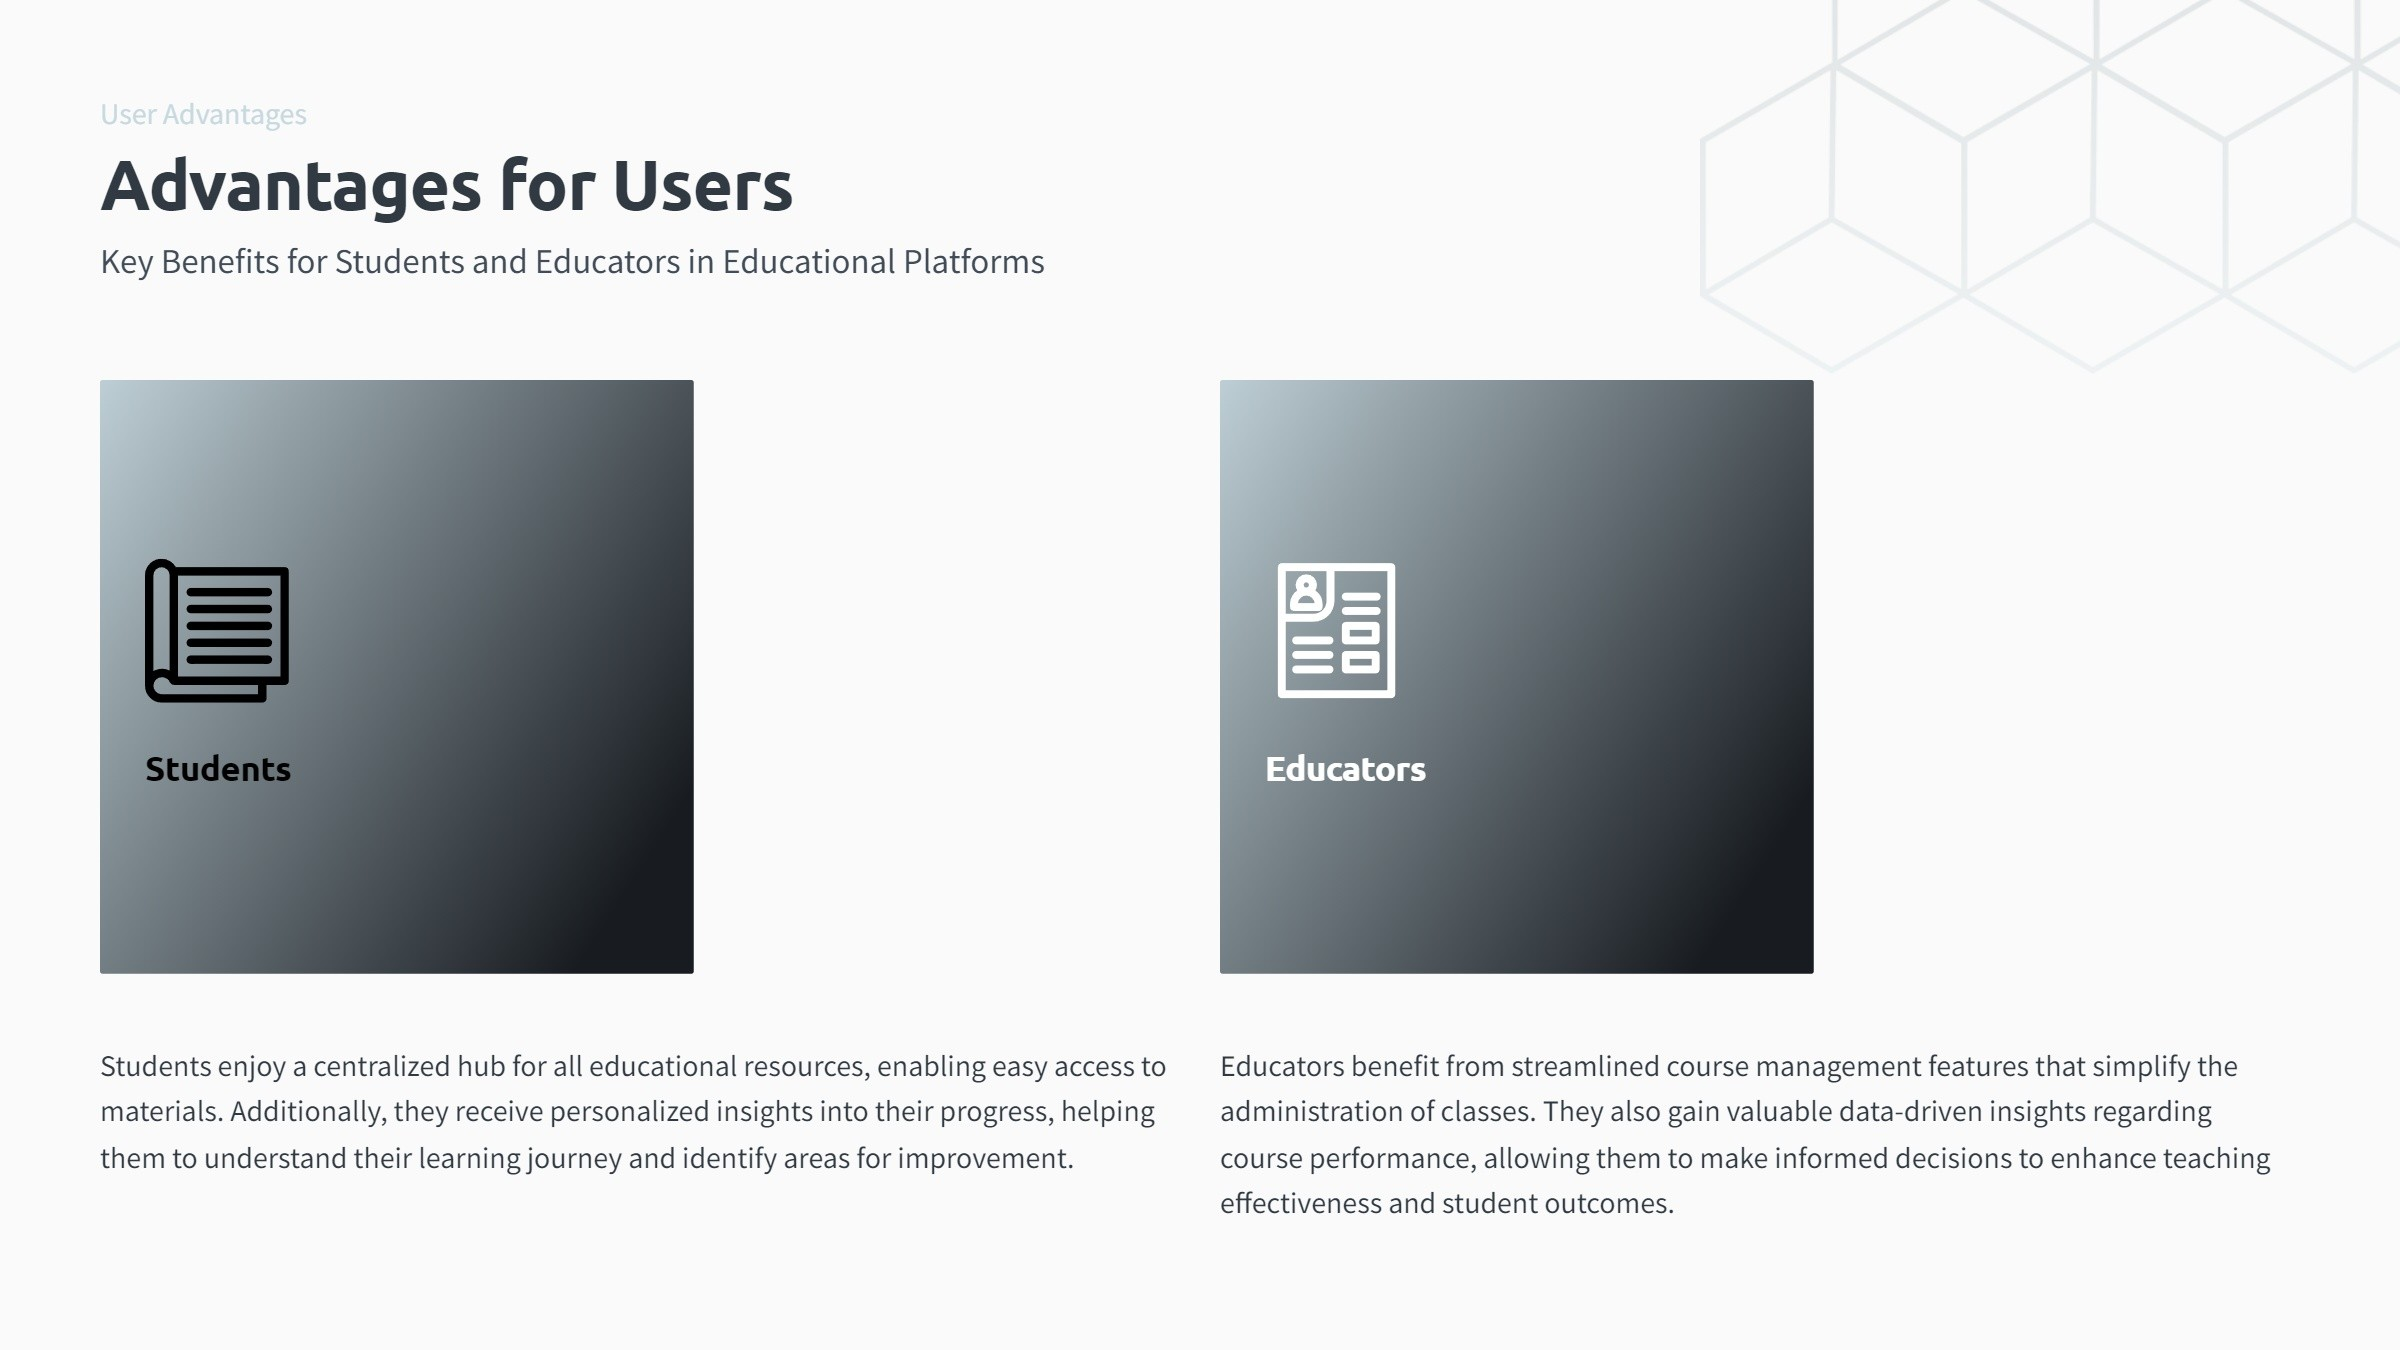 User Advantages
Advantages for Users
Key Benefits for Students and Educators in Educational Platforms
Students
Students enjoy a centralized hub for all educational resources, enabling easy access to
materials. Additionally, they receive personalized insights into their progress, helping
them to understand their learning journey and identify areas for improvement.
Educators
Educators benefit from streamlined course management features that simplify the
administration of classes. They also gain valuable data-driven insights regarding
course performance, allowing them to make informed decisions to enhance teaching
effectiveness and student outcomes.